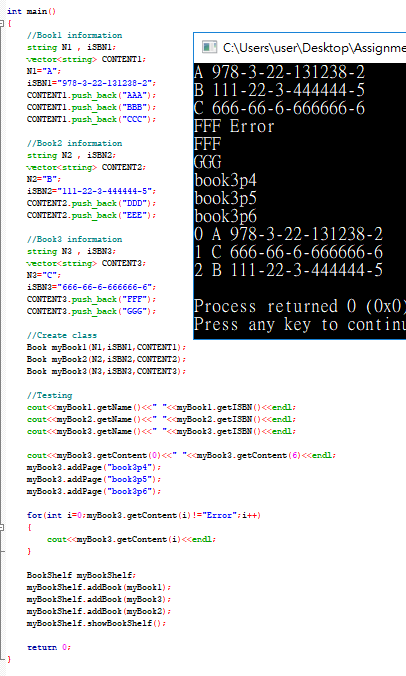 int main()
{
//Book1 information
string N1 , iSBN1;
vector<string> CONTENT1;
N1="A";
iSBN1="978-3-22-131238-2";
CONTENT1.push_back("AAA");
CONTENT1.push_back("BBB");
CONTENT1.push_back("CCC");
//Book2 information
string N2 , iSBN2;
vector<string> CONTENT2;
N2="B";
iSBN2="111-22-3-444444-5";
CONTENT2.push_back("DDD");
CONTENT2.push_back("EEE");
//Book3 information
string N3 , iSBN3;
vector<string> CONTENT3;
N3="C";
iSBN3="666-66-6-666666-6";
CONTENT3.push_back("FFF");
CONTENT3.push_back("GGG");
//Create class
Book myBook1(N1,iSBN1,CONTENT1);
Book myBook2(N2,iSBN2,CONTENT2);
Book myBook3(N3,iSBN3,CONTENT3);
//Testing
cout<<myBook1.getName()<<" "<<myBook1.getISBN()<<endl;
cout<<myBook2.getName()<<" "<<myBook2.getISBN()<<endl;
cout<<myBook3.getName()<<" "<<myBook3.getISBN()<<endl;
cout<<myBook3.getContent(0)<<" "<<myBook3.getContent(6)<<endl;
myBook3.addPage("book3p4");
myBook3.addPage("book3p5");
myBook3.addPage("book3p6");
for(int i=0;myBook3.getContent(i)!="Error";i++)
{
cout<<myBook3.getContent(i)<<endl;
}
BookShelf myBookShelf;
myBookShelf.addBook(myBook1);
myBookShelf.addBook(myBook3);
myBookShelf.addBook(myBook2);
myBookShelf.showBookShelf();
return 0;
}
C:\Users\user\Desktop\Assignme
A 978-3-22-131238-2
B 111-22-3-444444-5
C 666-66-6-666666-6
FFF Error
FFF
GGG
book3p4
book3p5
book3p6
0 A 978-3-22-131238-2
1 C 666-66-6-666666-6
2 B 111-22-3-444444-5
Process returned 0 (0x0)
Press any key to continu